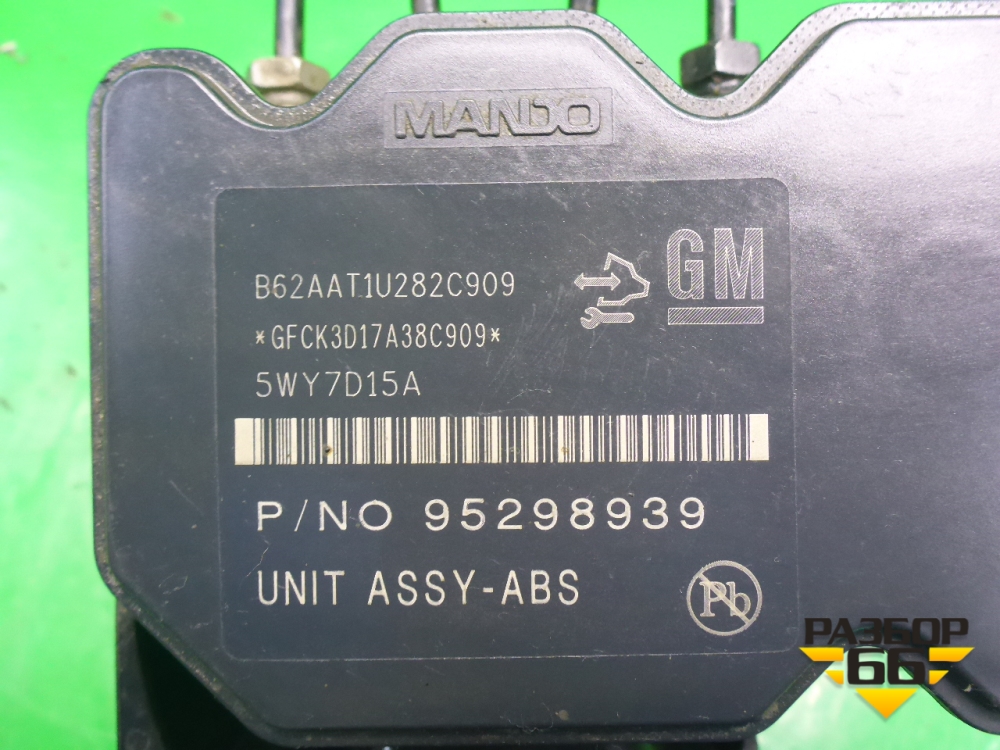 MANDO
B62AAT1U282C909
GM
*GFCK3D17A38C909*
5WY7D15A
P/NO 95298939
UNIT ASSY-ABS
Pb
РАЗБОР
66